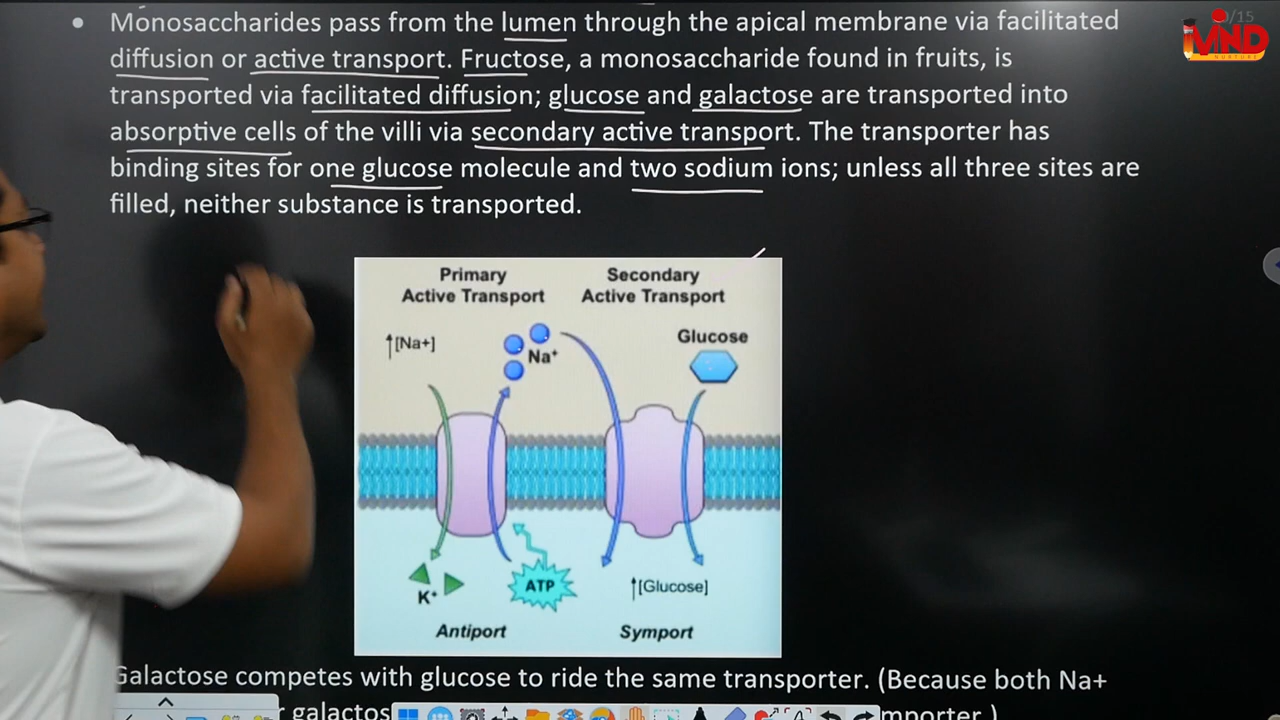 • Monosaccharides pass from the lumen through the apical membrane via facilitated
diffusion or active transport. Fructose, a monosaccharide found in fruits, is
transported via facilitated diffusion; glucose and galactose are transported into
absorptive cells of the villi via secondary active transport. The transporter has
binding sites for one glucose molecule and two sodium ions; unless all three sites are
filled, neither substance is transported.
/15
MIND
NURTURE
Primary
Active Transport
Secondary
Active Transport
↑[Na+]
Na⁺
Glucose
K⁺
ATP
↑[Glucose]
Antiport
Symport
Galactose competes with glucose to ride the same transporter. (Because both Na+
galactos
mporter.)